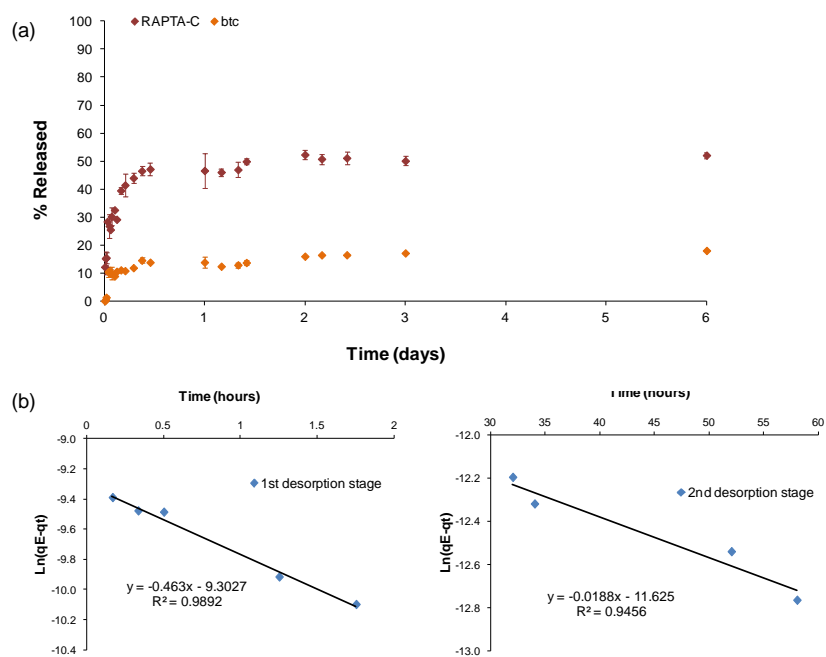 (a)
RAPTA-C btc
100
90
80
70
60
50
40
30
20
10
0
% Released
0 1 2 3 4 5 6
Time (days)
(b)
Time (hours)
0 0.5 1 1.5 2
-9.0
-9.2
-9.4
-9.6
-9.8
-10.0
-10.2
-10.4
Ln(qE-qt)
1st desorption stage
y = -0.463x - 9.3027
R² = 0.9892
Time (hours)
30 35 40 45 50 55 60
-12.0
-12.2
-12.4
-12.6
-12.8
-13.0
Ln(qE-qt)
2nd desorption stage
y = -0.0188x - 11.625
R² = 0.9456